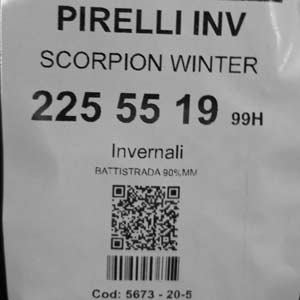 PIRELLI INV
SCORPION WINTER
225 55 19 99H
Invernali
BATTISTRADA 90%MM
Cod: 5673 - 20-5